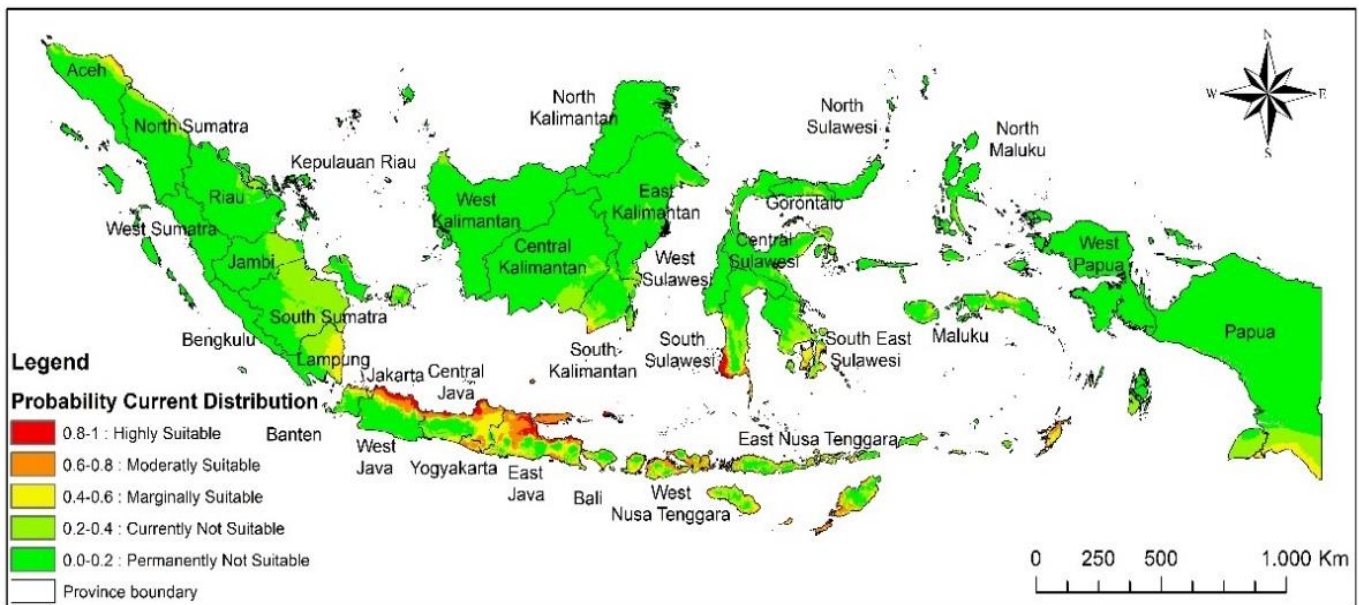 N
W
E
S
Aceh
North Sumatra
Kepulauan Riau
Riau
West Sumatra
Jambi
South Sumatra
Bengkulu
Lampung
North
Kalimantan
West
Kalimantan
East
Kalimantan
Central
Kalimantan
South
Kalimantan
North
Sulawesi
Gorontalo
Central
Sulawesi
West
Sulawesi
South
Sulawesi
South East
Sulawesi
North
Maluku
Maluku
West
Papua
Papua
Jakarta
Central
Java
Banten
West
Java
Yogyakarta
East
Java
Bali
West
Nusa Tenggara
East Nusa Tenggara
Legend
Probability Current Distribution
0.8-1 : Highly Suitable
0.6-0.8 : Moderatly Suitable
0.4-0.6 : Marginally Suitable
0.2-0.4 : Currently Not Suitable
0.0-0.2 : Permanently Not Suitable
Province boundary
0 250 500 1.000 Km